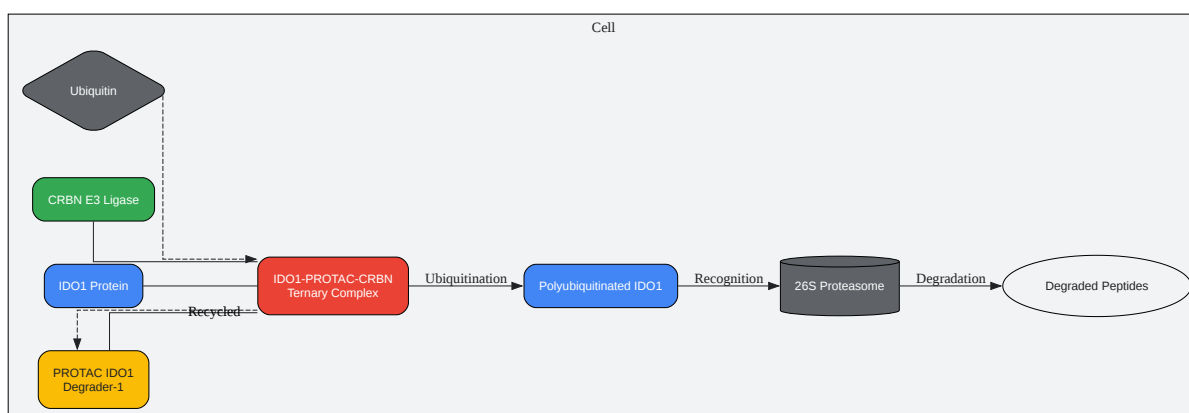 Cell
Ubiquitin
CRBN E3 Ligase
IDO1 Protein
IDO1-PROTAC-CRBN
Ternary Complex
Ubiquitination
Polyubiquitinated IDO1
Recognition
26S Proteasome
Degradation
Degraded Peptides
Recycled
PROTAC IDO1
Degrader-1